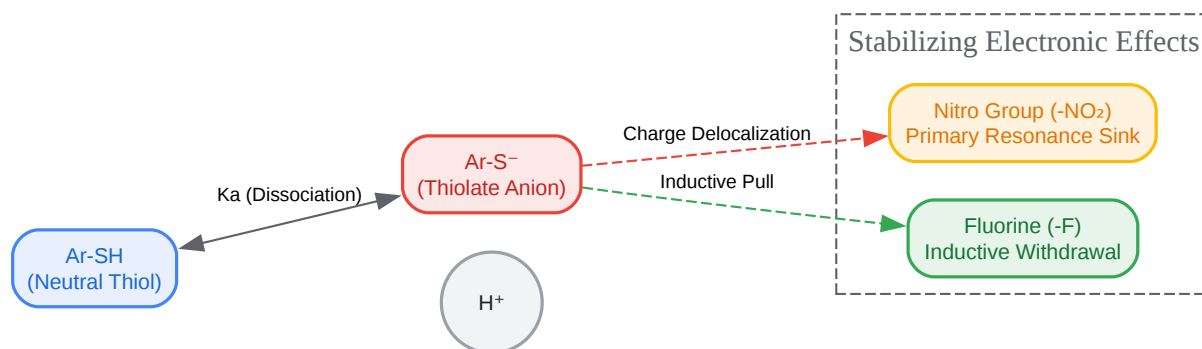 Stabilizing Electronic Effects
Nitro Group (-NO₂)
Primary Resonance Sink
Charge Delocalization
Ar-S⁻
(Thiolate Anion)
Inductive Pull
Ka (Dissociation)
Fluorine (-F)
Inductive Withdrawal
Ar-SH
(Neutral Thiol)
H⁺